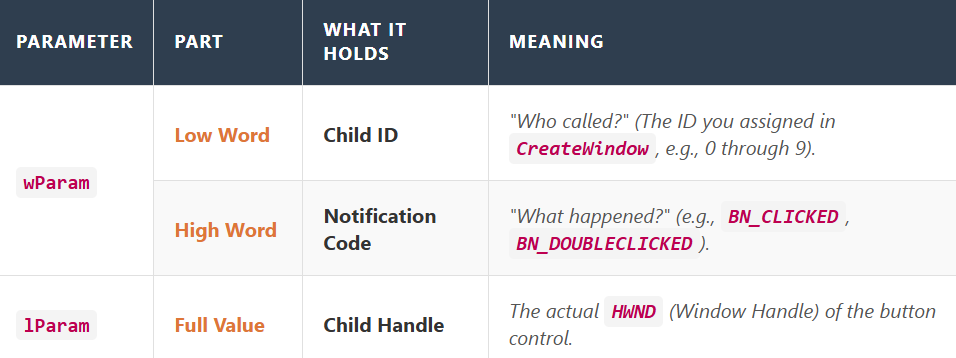 PARAMETER PART WHAT IT HOLDS MEANING
wParam Low Word Child ID "Who called?" (The ID you assigned in
CreateWindow, e.g., 0 through 9).
High Word Notification Code "What happened?" (e.g., BN_CLICKED,
BN_DOUBLECLICKED).
lParam Full Value Child Handle The actual HWND (Window Handle) of the button
control.